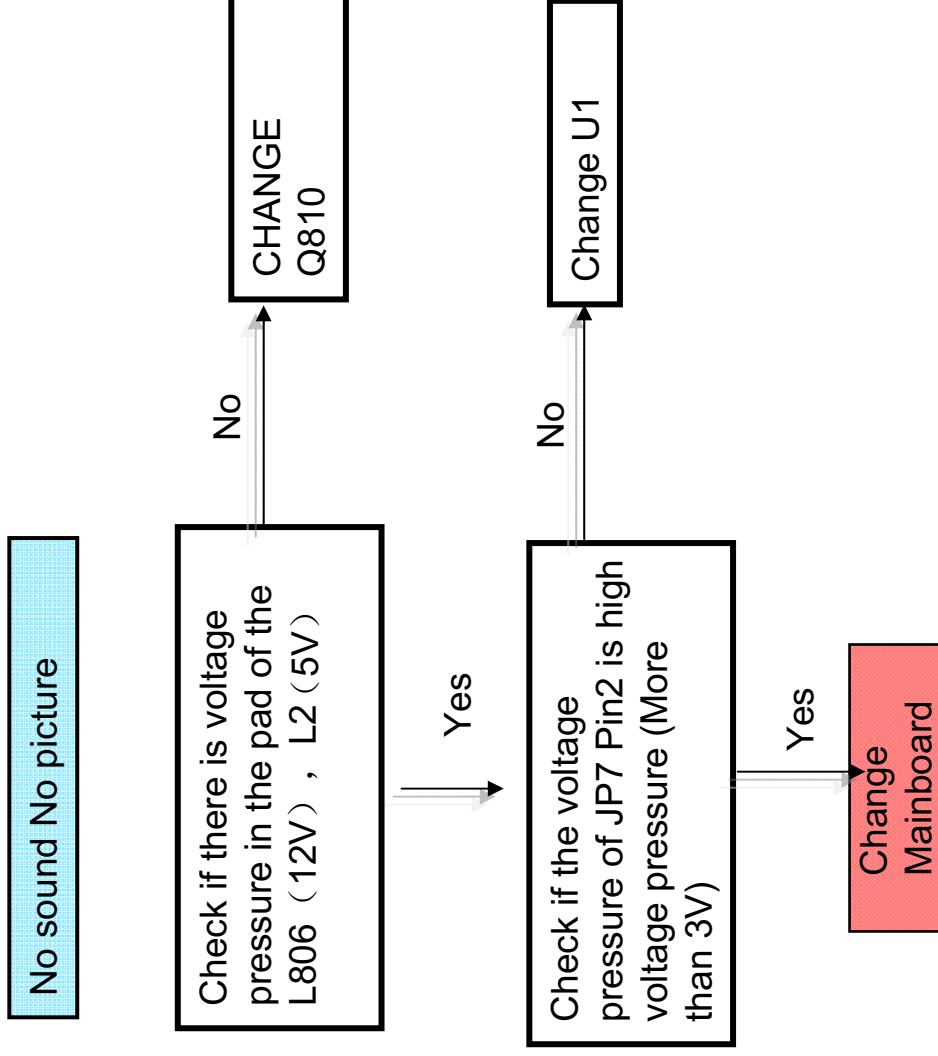 No sound No picture
Check if there is voltage
pressure in the pad of the
L806（12V），L2（5V）
No
CHANGE
Q810
Yes
Check if the voltage
pressure of JP7 Pin2 is high
voltage pressure (More
than 3V)
No
Change U1
Yes
Change
Mainboard